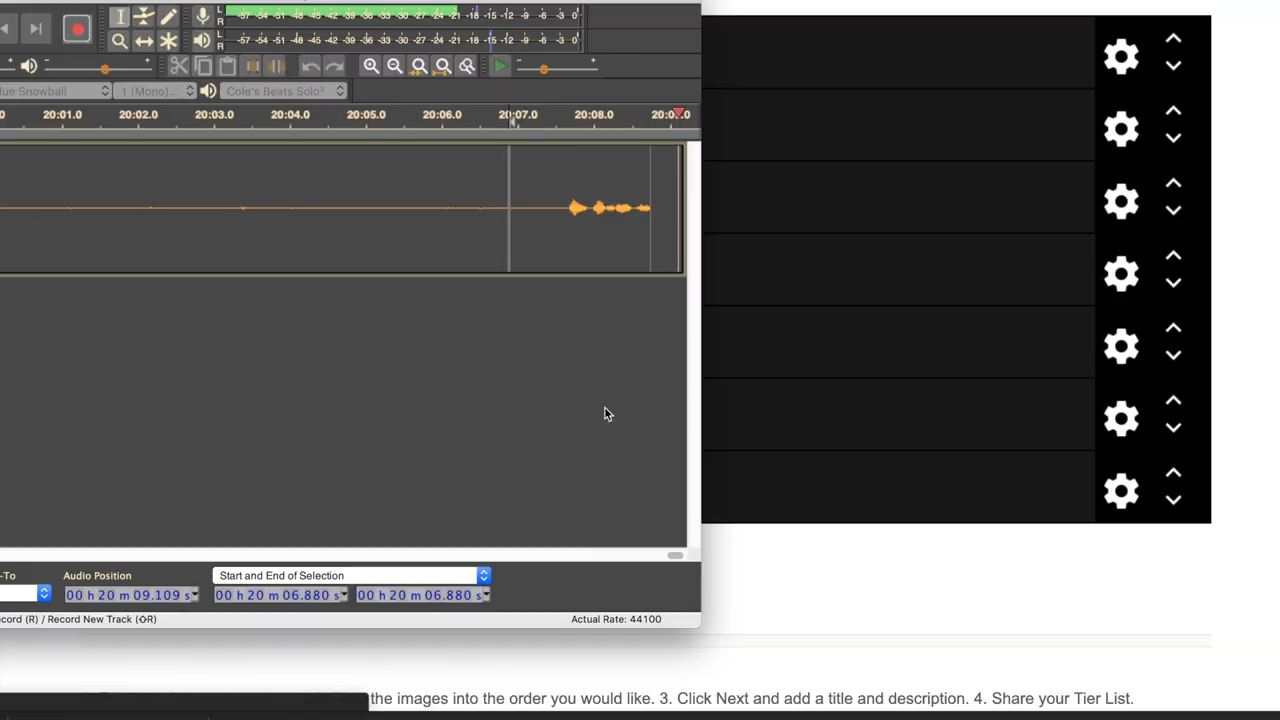 L
R
-57 -54 -51 -48 -45 -42 -39 -36 -33 -30 -27 -24 -21 -18 -15 -12 -9 -6 -3 0
L
R
-57 -54 -51 -48 -45 -42 -39 -36 -33 -30 -27 -24 -21 -18 -15 -12 -9 -6 -3 0
lue Snowball 1 (Mono)... Cole's Beats Solo³
0 20:01.0 20:02.0 20:03.0 20:04.0 20:05.0 20:06.0 20:07.0 20:08.0
-To Audio Position Start and End of Selection
00 h 20 m 09.109 s 00 h 20 m 06.880 s 00 h 20 m 06.880 s
cord (R) / Record New Track (⇧R) Actual Rate: 44100
the images into the order you would like. 3. Click Next and add a title and description. 4. Share your Tier List.